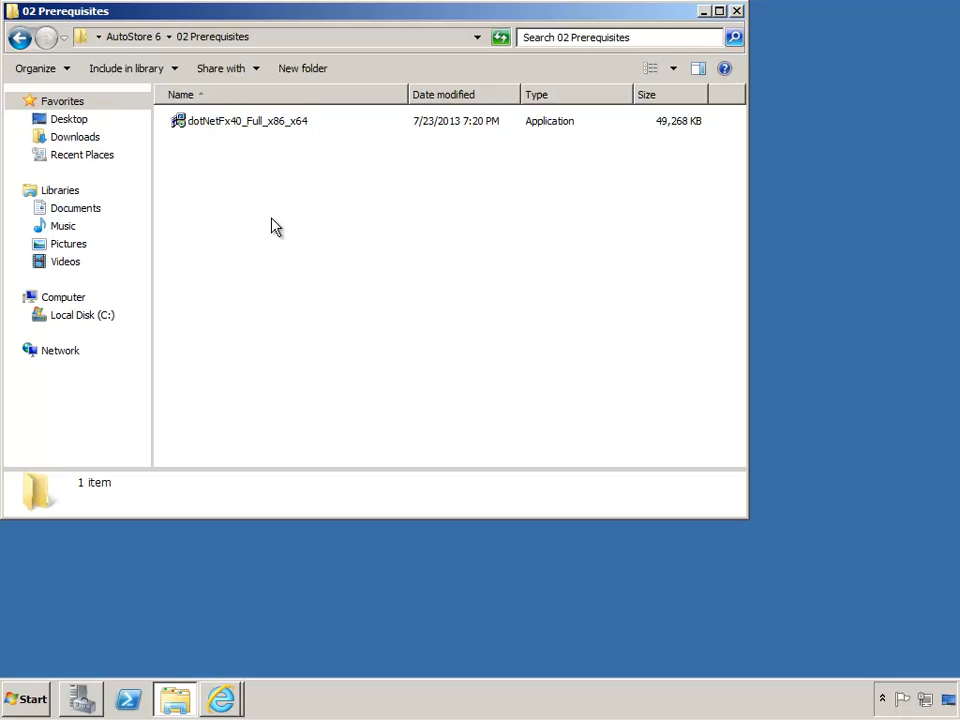 02 Prerequisites
AutoStore 6 02 Prerequisites
Search 02 Prerequisites
Organize Include in library Share with New folder
Favorites
Desktop
Downloads
Recent Places
Libraries
Documents
Music
Pictures
Videos
Computer
Local Disk (C:)
Network
Name Date modified Type Size
dotNetFx40_Full_x86_x64 7/23/2013 7:20 PM Application 49,268 KB
1 item
Start